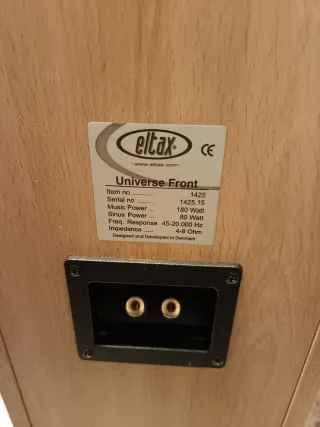 eltax®
- www.eltax.com -
CE
Universe Front
Item no ............ 1425
Serial no ........ 1425.15
Music Power ... 180 Watt
Sinus Power ... 80 Watt
Freq. Response 45-20.000 Hz
Impedance ..... 4-8 Ohm
Designed and Developed in Denmark